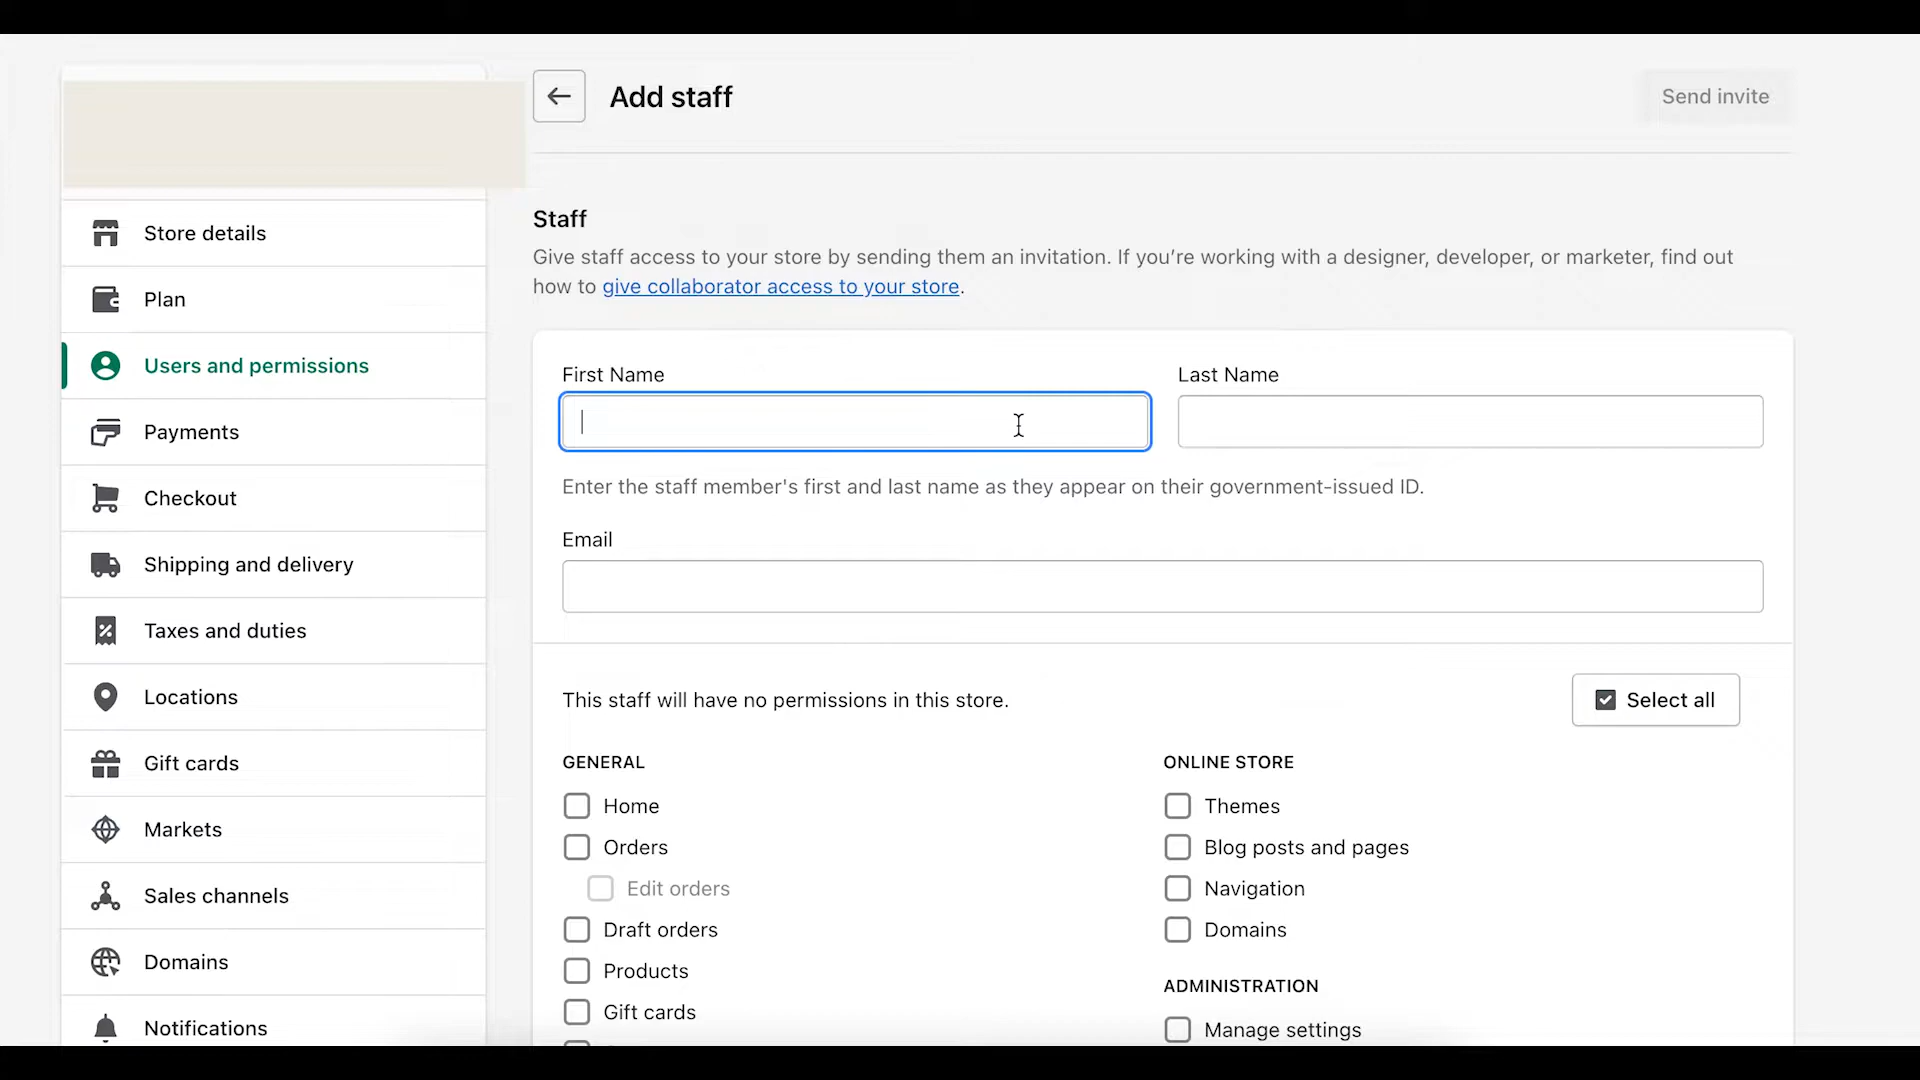 Add staff
Send invite
Store details
Plan
Users and permissions
Payments
Checkout
Shipping and delivery
Taxes and duties
Locations
Gift cards
Markets
Sales channels
Domains
Notifications
Staff
Give staff access to your store by sending them an invitation. If you’re working with a designer, developer, or marketer, find out
how to give collaborator access to your store.
First Name
Last Name
Enter the staff member's first and last name as they appear on their government-issued ID.
Email
This staff will have no permissions in this store.
Select all
GENERAL
Home
Orders
Edit orders
Draft orders
Products
Gift cards
ONLINE STORE
Themes
Blog posts and pages
Navigation
Domains
ADMINISTRATION
Manage settings